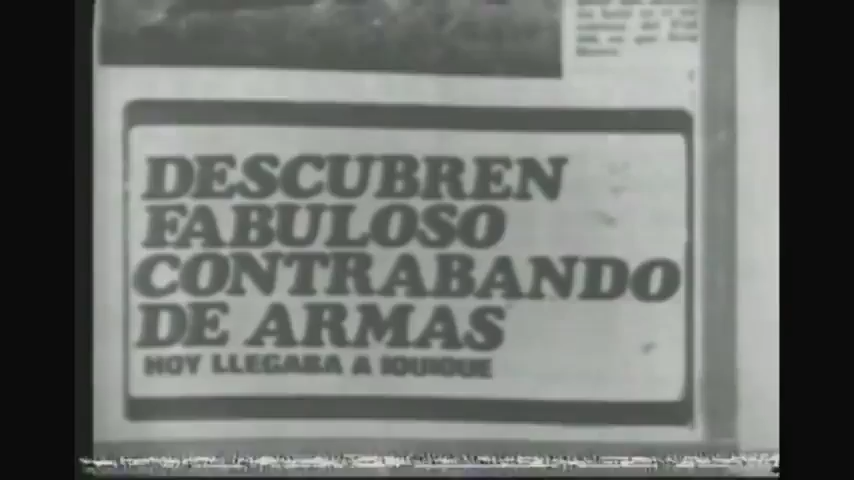 DESCUBREN
FABULOSO
CONTRABANDO
DE ARMAS
HOY LLEGARA A IQUIQUE